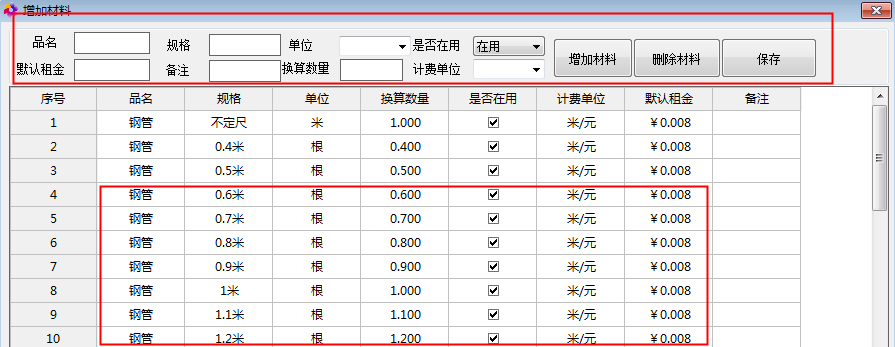 增加材料
品名 规格 单位 是否在用 在用 增加材料 删除材料 保存
默认租金 备注 换算数量 计费单位
序号 品名 规格 单位 换算数量 是否在用 计费单位 默认租金 备注
1 钢管 不定尺 米 1.000 米/元 ￥0.008
2 钢管 0.4米 根 0.400 米/元 ￥0.008
3 钢管 0.5米 根 0.500 米/元 ￥0.008
4 钢管 0.6米 根 0.600 米/元 ￥0.008
5 钢管 0.7米 根 0.700 米/元 ￥0.008
6 钢管 0.8米 根 0.800 米/元 ￥0.008
7 钢管 0.9米 根 0.900 米/元 ￥0.008
8 钢管 1米 根 1.000 米/元 ￥0.008
9 钢管 1.1米 根 1.100 米/元 ￥0.008
10 钢管 1.2米 根 1.200 米/元 ￥0.008